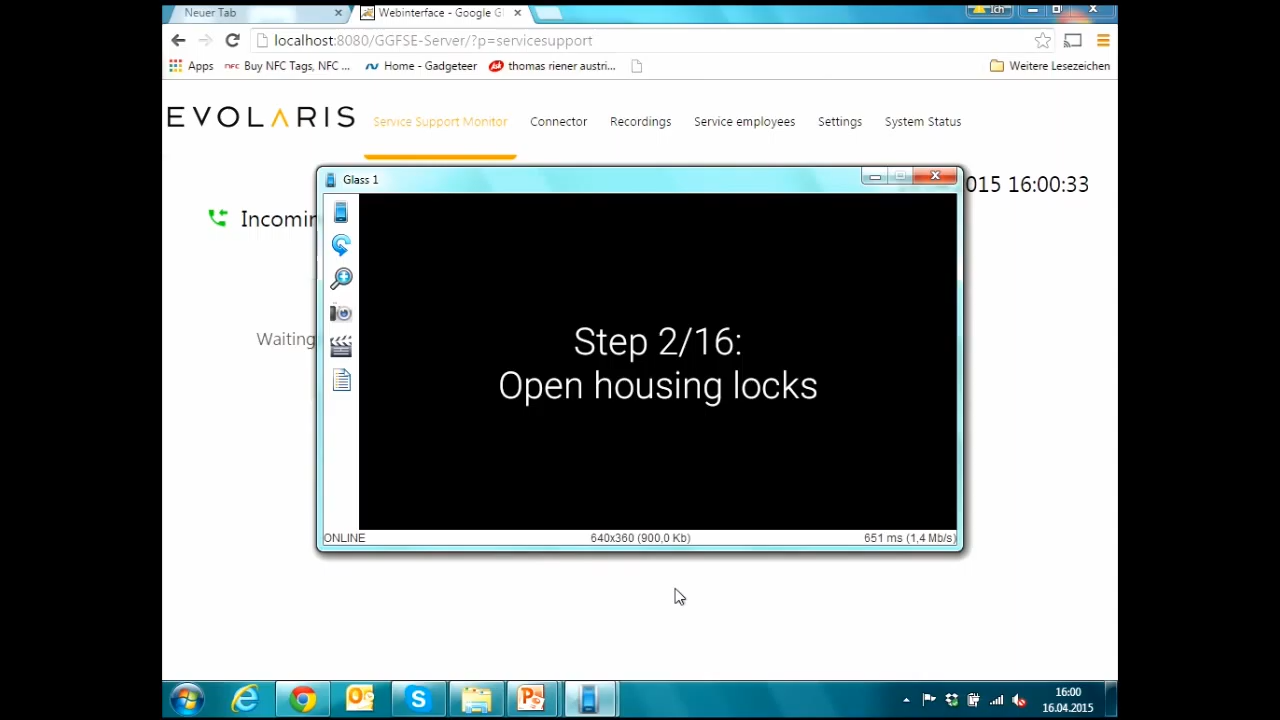 Neuer Tab
Webinterface - Google G
Ich
localhost:8080/GGFSE-Server/?p=servicesupport
Apps
nfc Buy NFC Tags, NFC ...
Home - Gadgeteer
thomas riener austri...
Weitere Lesezeichen
EVOLARIS
Service Support Monitor
Connector
Recordings
Service employees
Settings
System Status
Glass 1
015 16:00:33
Incomin
Waiting
Step 2/16:
Open housing locks
ONLINE
640x360 (900,0 Kb)
651 ms (1,4 Mb/s)
16:00
16.04.2015